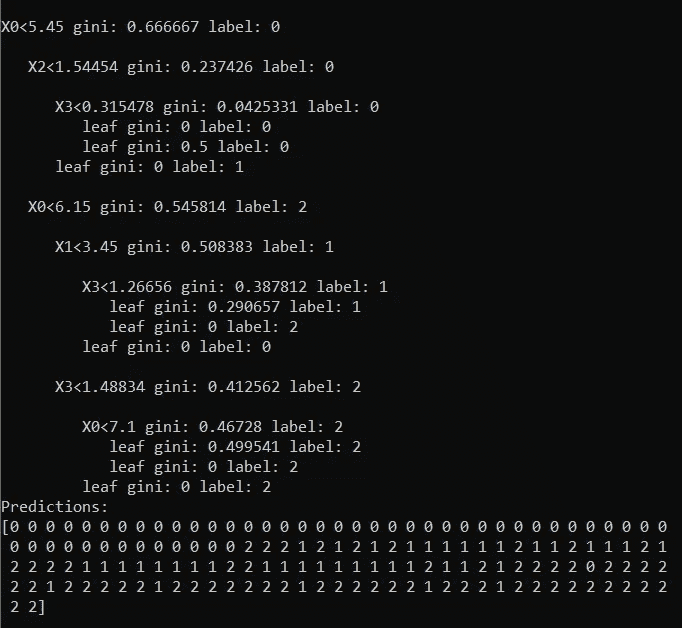 X0<5.45 gini: 0.666667 label: 0
X2<1.54454 gini: 0.237426 label: 0
X3<0.315478 gini: 0.0425331 label: 0
leaf gini: 0 label: 0
leaf gini: 0.5 label: 0
leaf gini: 0 label: 1
X0<6.15 gini: 0.545814 label: 2
X1<3.45 gini: 0.508383 label: 1
X3<1.26656 gini: 0.387812 label: 1
leaf gini: 0.290657 label: 1
leaf gini: 0 label: 2
leaf gini: 0 label: 0
X3<1.48834 gini: 0.412562 label: 2
X0<7.1 gini: 0.46728 label: 2
leaf gini: 0.499541 label: 2
leaf gini: 0 label: 2
leaf gini: 0 label: 2
Predictions:
[0 0 0 0 0 0 0 0 0 0 0 0 0 0 0 0 0 0 0 0 0 0 0 0 0 0 0 0 0 0 0 0 0 0 0 0 0
0 0 0 0 0 0 0 0 0 0 0 0 0 2 2 2 1 2 1 2 1 2 1 1 1 1 1 1 2 1 1 2 1 1 1 2 1
2 2 2 2 1 1 1 1 1 1 1 1 2 2 1 1 1 1 1 1 1 1 1 2 1 1 2 1 2 2 2 2 0 2 2 2 2
2 2 1 2 2 2 2 2 1 2 2 2 2 2 2 2 1 2 2 2 2 2 2 1 2 2 2 1 2 2 2 2 2 2 2 2 2
2 2]